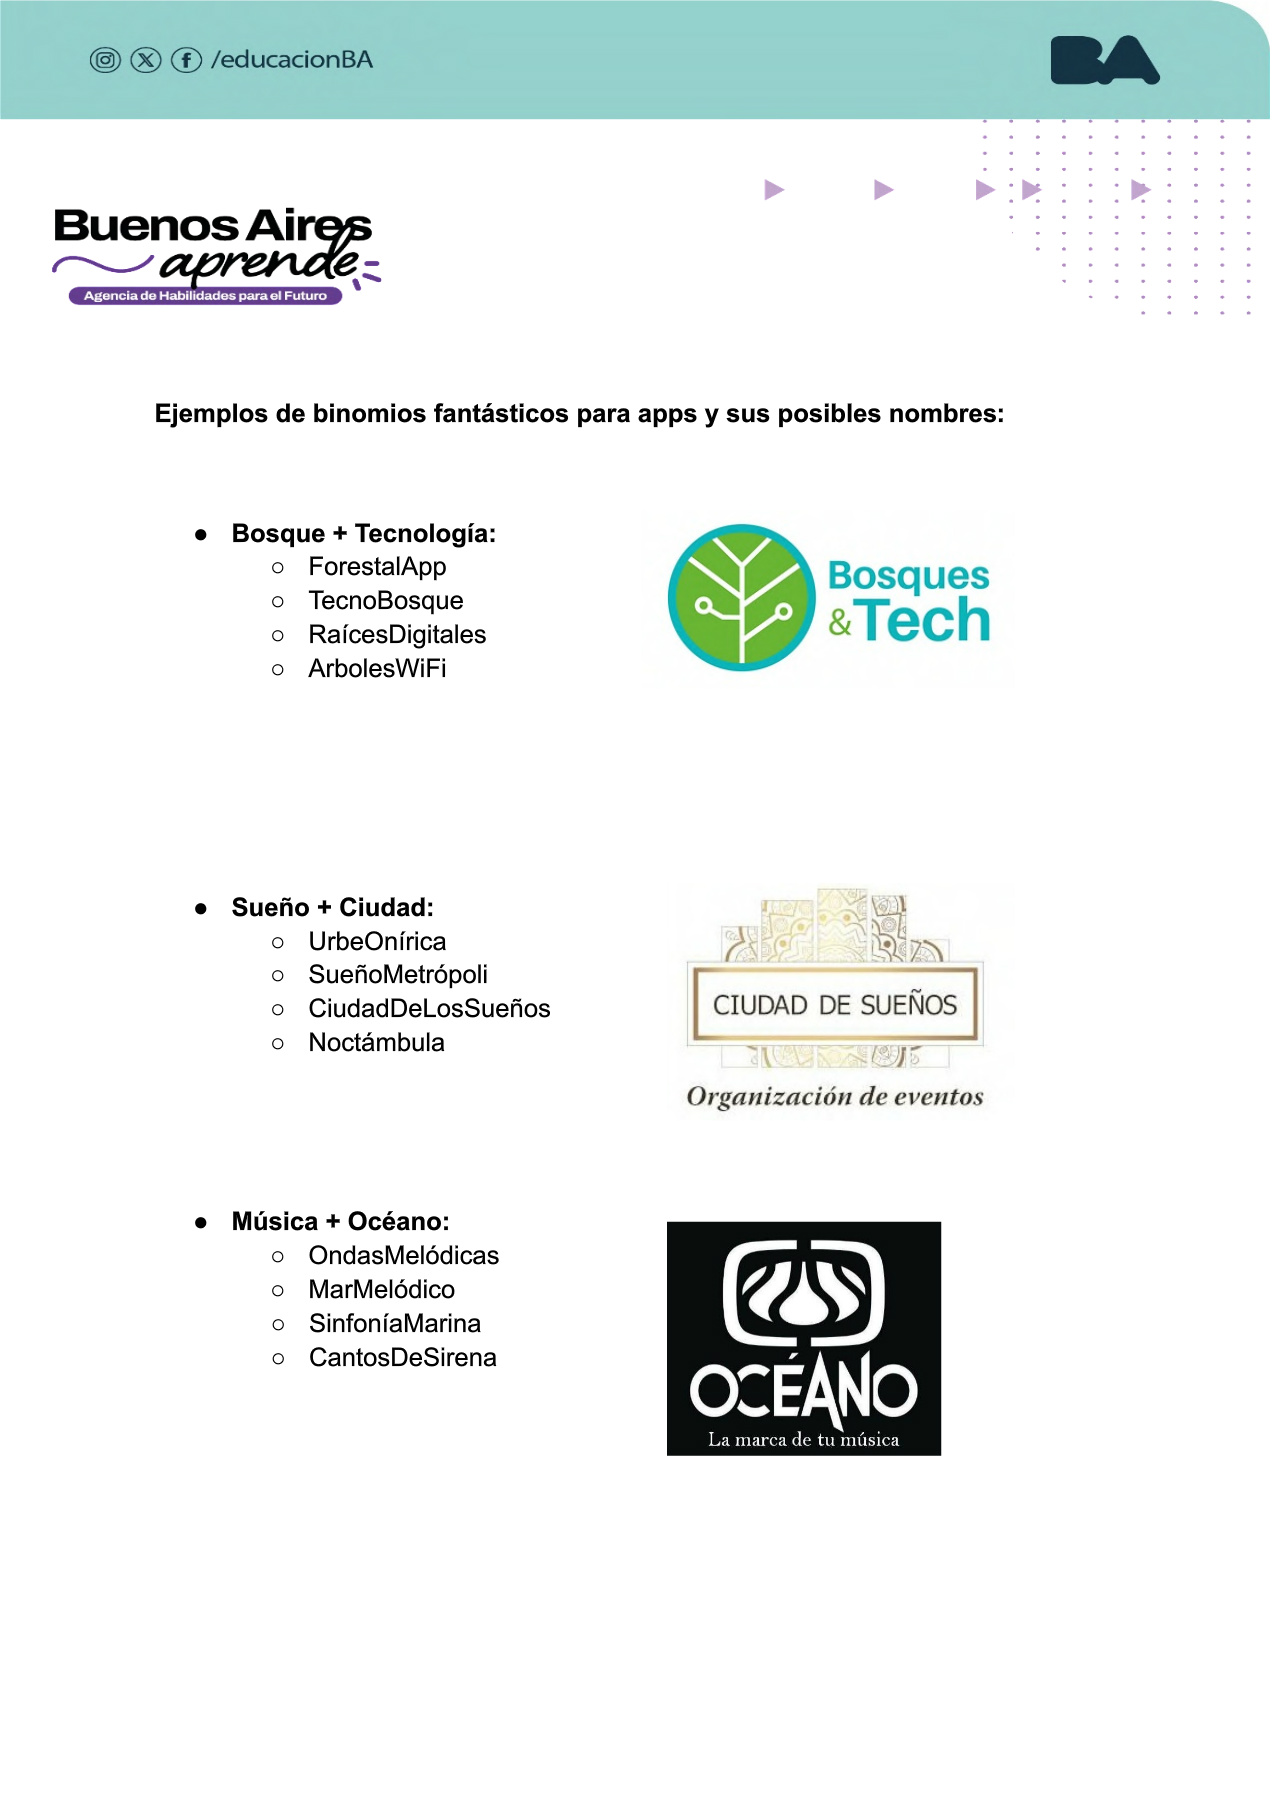 /educacionBA
BA
Buenos Aires
aprende
Agencia de Habilidades para el Futuro
Ejemplos de binomios fantásticos para apps y sus posibles nombres:
● Bosque + Tecnología:
○ ForestalApp
○ TecnoBosque
○ RaícesDigitales
○ ArbolesWiFi
Bosques
&Tech
● Sueño + Ciudad:
○ UrbeOnírica
○ SueñoMetrópoli
○ CiudadDeLosSueños
○ Noctámbula
CIUDAD DE SUEÑOS
Organización de eventos
● Música + Océano:
○ OndasMelódicas
○ MarMelódico
○ SinfoníaMarina
○ CantosDeSirena
OCÉANO
La marca de tu música